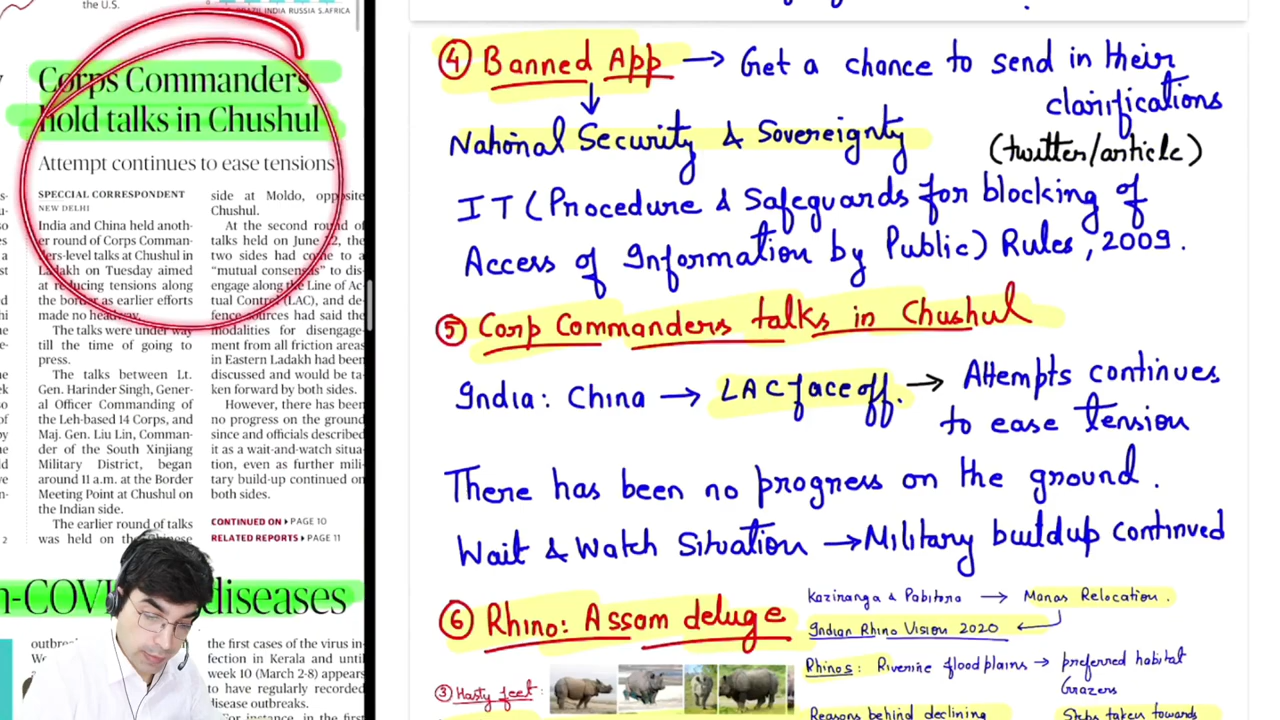 the U.S.
BRAZIL INDIA RUSSIA S.AFRICA
Corps Commanders
hold talks in Chushul
Attempt continues to ease tensions
SPECCIAL CORRESPONDENT
NEW DELHI
India and China held anoth-
er round of Corps Comman-
ders-level talks at Chushul in
Ladakh on Tuesday aimed
at reducing tensions along
the border as earlier efforts
made no headway.
The talks were under way
till the time of going to
press.
The talks between Lt.
Gen. Harinder Singh, Gener-
al Officer Commanding of
the Leh-based 14 Corps, and
Maj. Gen. Liu Lin, Comman-
der of the South Xinjiang
Military District, began
around 11 a.m. at the Border
Meeting Point at Chushul on
the Indian side.
The earlier round of talks
was held on the Chinese
side at Moldo, opposite
Chushul.
At the second round of
talks held on June 22, the
two sides had come to a
“mutual consensus” to dis-
engage along the Line of Ac-
tual Control (LAC), and de-
fence sources had said the
modalities for disengage-
ment from all friction areas
in Eastern Ladakh had been
discussed and would be ta-
ken forward by both sides.
However, there has been
no progress on the ground
since and officials described
it as a wait-and-watch situa-
tion, even as further mili-
tary build-up continued on
both sides.
CONTINUED ON PAGE 10
RELATED REPORTS PAGE 11
n-COV diseases
outbre
the first cases of the virus in-
fection in Kerala and until
week 10 (March 2-8) appears
to have regularly recorded
disease outbreaks.
For instance, in the first
④ Banned App → Get a chance to send in their
clarifications
National Security & Sovereignty (twitter/article)
IT (Procedure & Safeguards for blocking of
Access of Information by Public) Rules, 2009.
⑤ Corp Commanders talks in Chushul
India: China → LAC face off. → Attempts continues
to ease tension
There has been no progress on the ground.
Wait & Watch Situation → Military buildup continued
⑥ Rhino: Assam deluge
Kaziranga & Pabitora → Manas Relocation.
Indian Rhino Vision 2020 ←
Rhinos: Riverine floodplains → preferred habitat
Grazers
③ Hasty feet:
Reasons behind declining
Steps taken towards